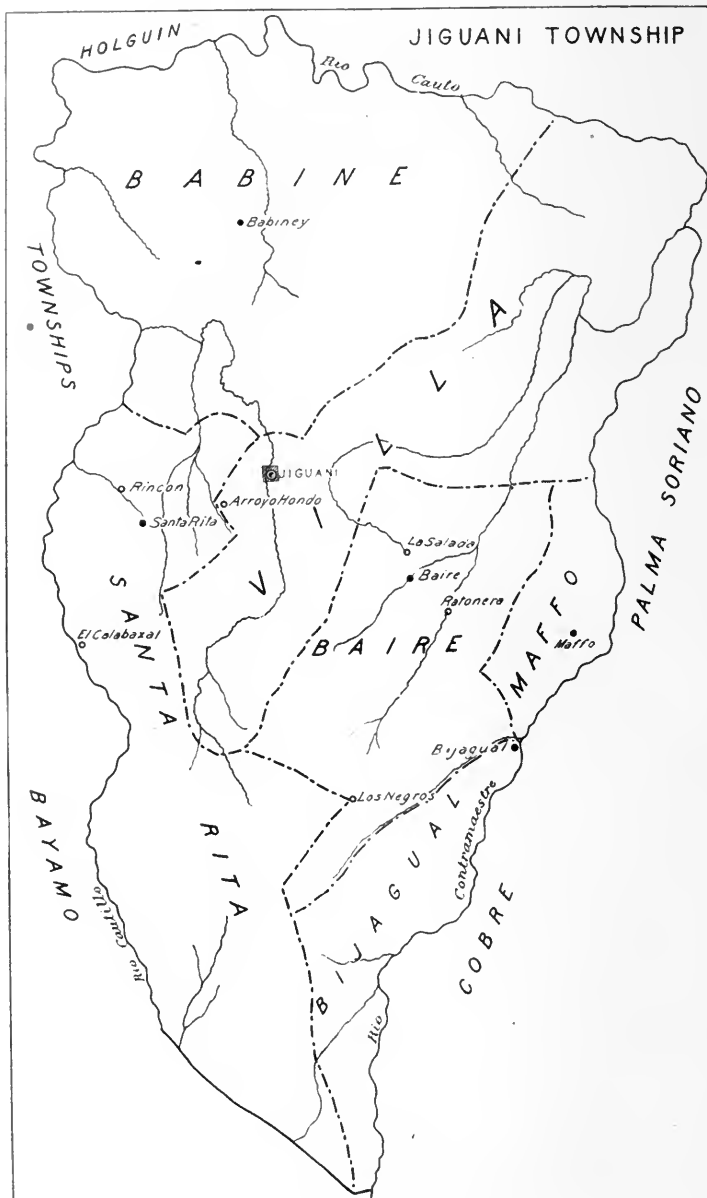 JIGUANI TOWNSHIP
HOLGUIN
Rio Cauto
BABINE
Babiney
TOWNSHIPS
VILLA
JIGUANI
Rincon
Arroyo Hondo
Santa Rita
La Salada
Baire
Ratonera
PALMA SORIANO
SANTA RITA
El Calabaxal
BAIRE
MAFFO
Maffo
Bijagual
Los Negros
BAYAMO
Rio Cautillo
BIJAGUAL
Rio Contramaestre
COBRE